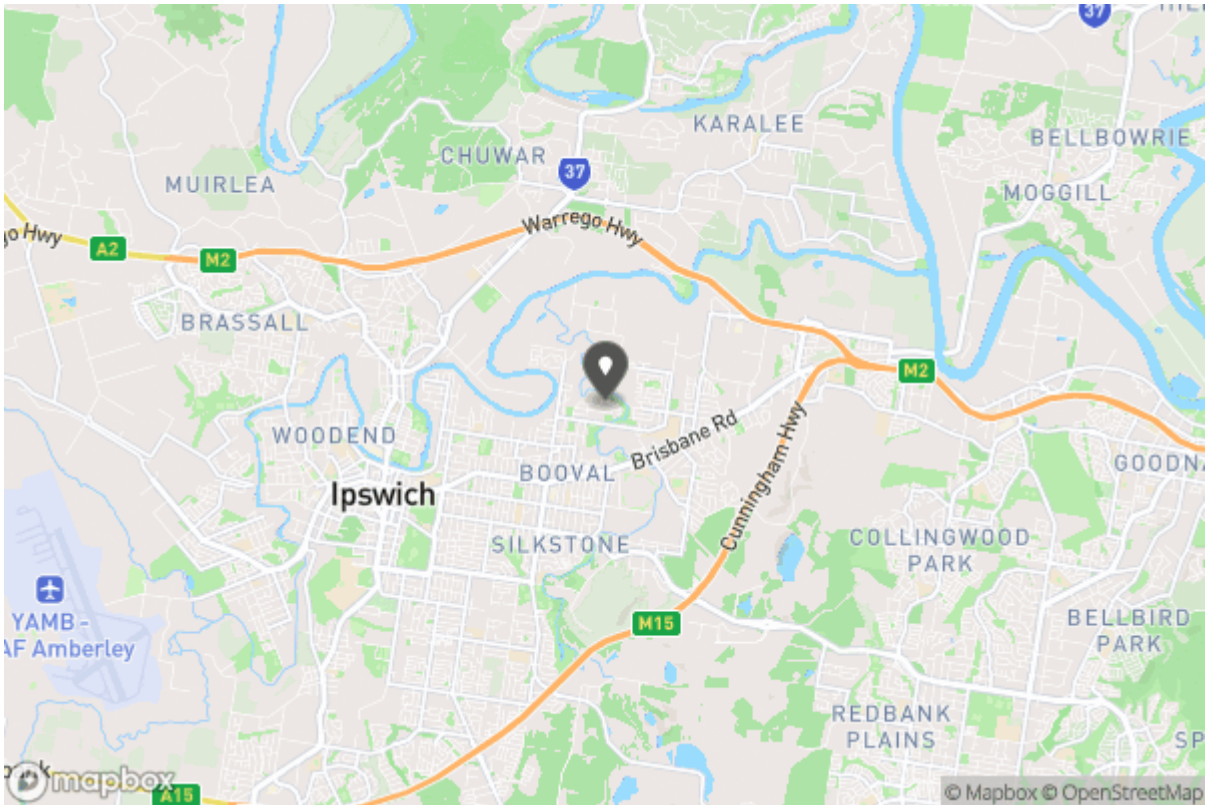 37
KARALEE
BELLBOWRIE
CHUWAR
37
MUIRLEA
MOGGILL
Warrego Hwy
go Hwy
A2
M2
BRASSALL
M2
WOODEND
Brisbane Rd
GOODNA
BOOVAL
Ipswich
Cunningham Hwy
SILKSTONE
COLLINGWOOD
PARK
YAMB -
AF Amberley
M15
BELLBIRD
PARK
REDBANK
PLAINS
SP
mapbox
A15
© Mapbox © OpenStreetMap